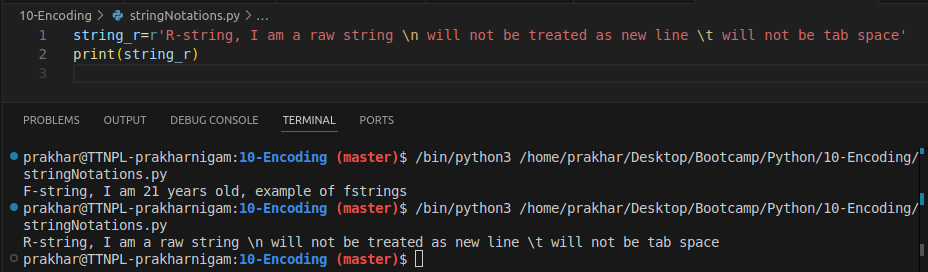 10-Encoding > stringNotations.py > ...
1 string_r=r'R-string, I am a raw string \n will not be treated as new line \t will not be tab space'
2 print(string_r)
3
PROBLEMS OUTPUT DEBUG CONSOLE TERMINAL PORTS
prakhar@TTNPL-prakharnigam:10-Encoding (master)$ /bin/python3 /home/prakhar/Desktop/Bootcamp/Python/10-Encoding/
stringNotations.py
F-string, I am 21 years old, example of fstrings
prakhar@TTNPL-prakharnigam:10-Encoding (master)$ /bin/python3 /home/prakhar/Desktop/Bootcamp/Python/10-Encoding/
stringNotations.py
R-string, I am a raw string \n will not be treated as new line \t will not be tab space
prakhar@TTNPL-prakharnigam:10-Encoding (master)$